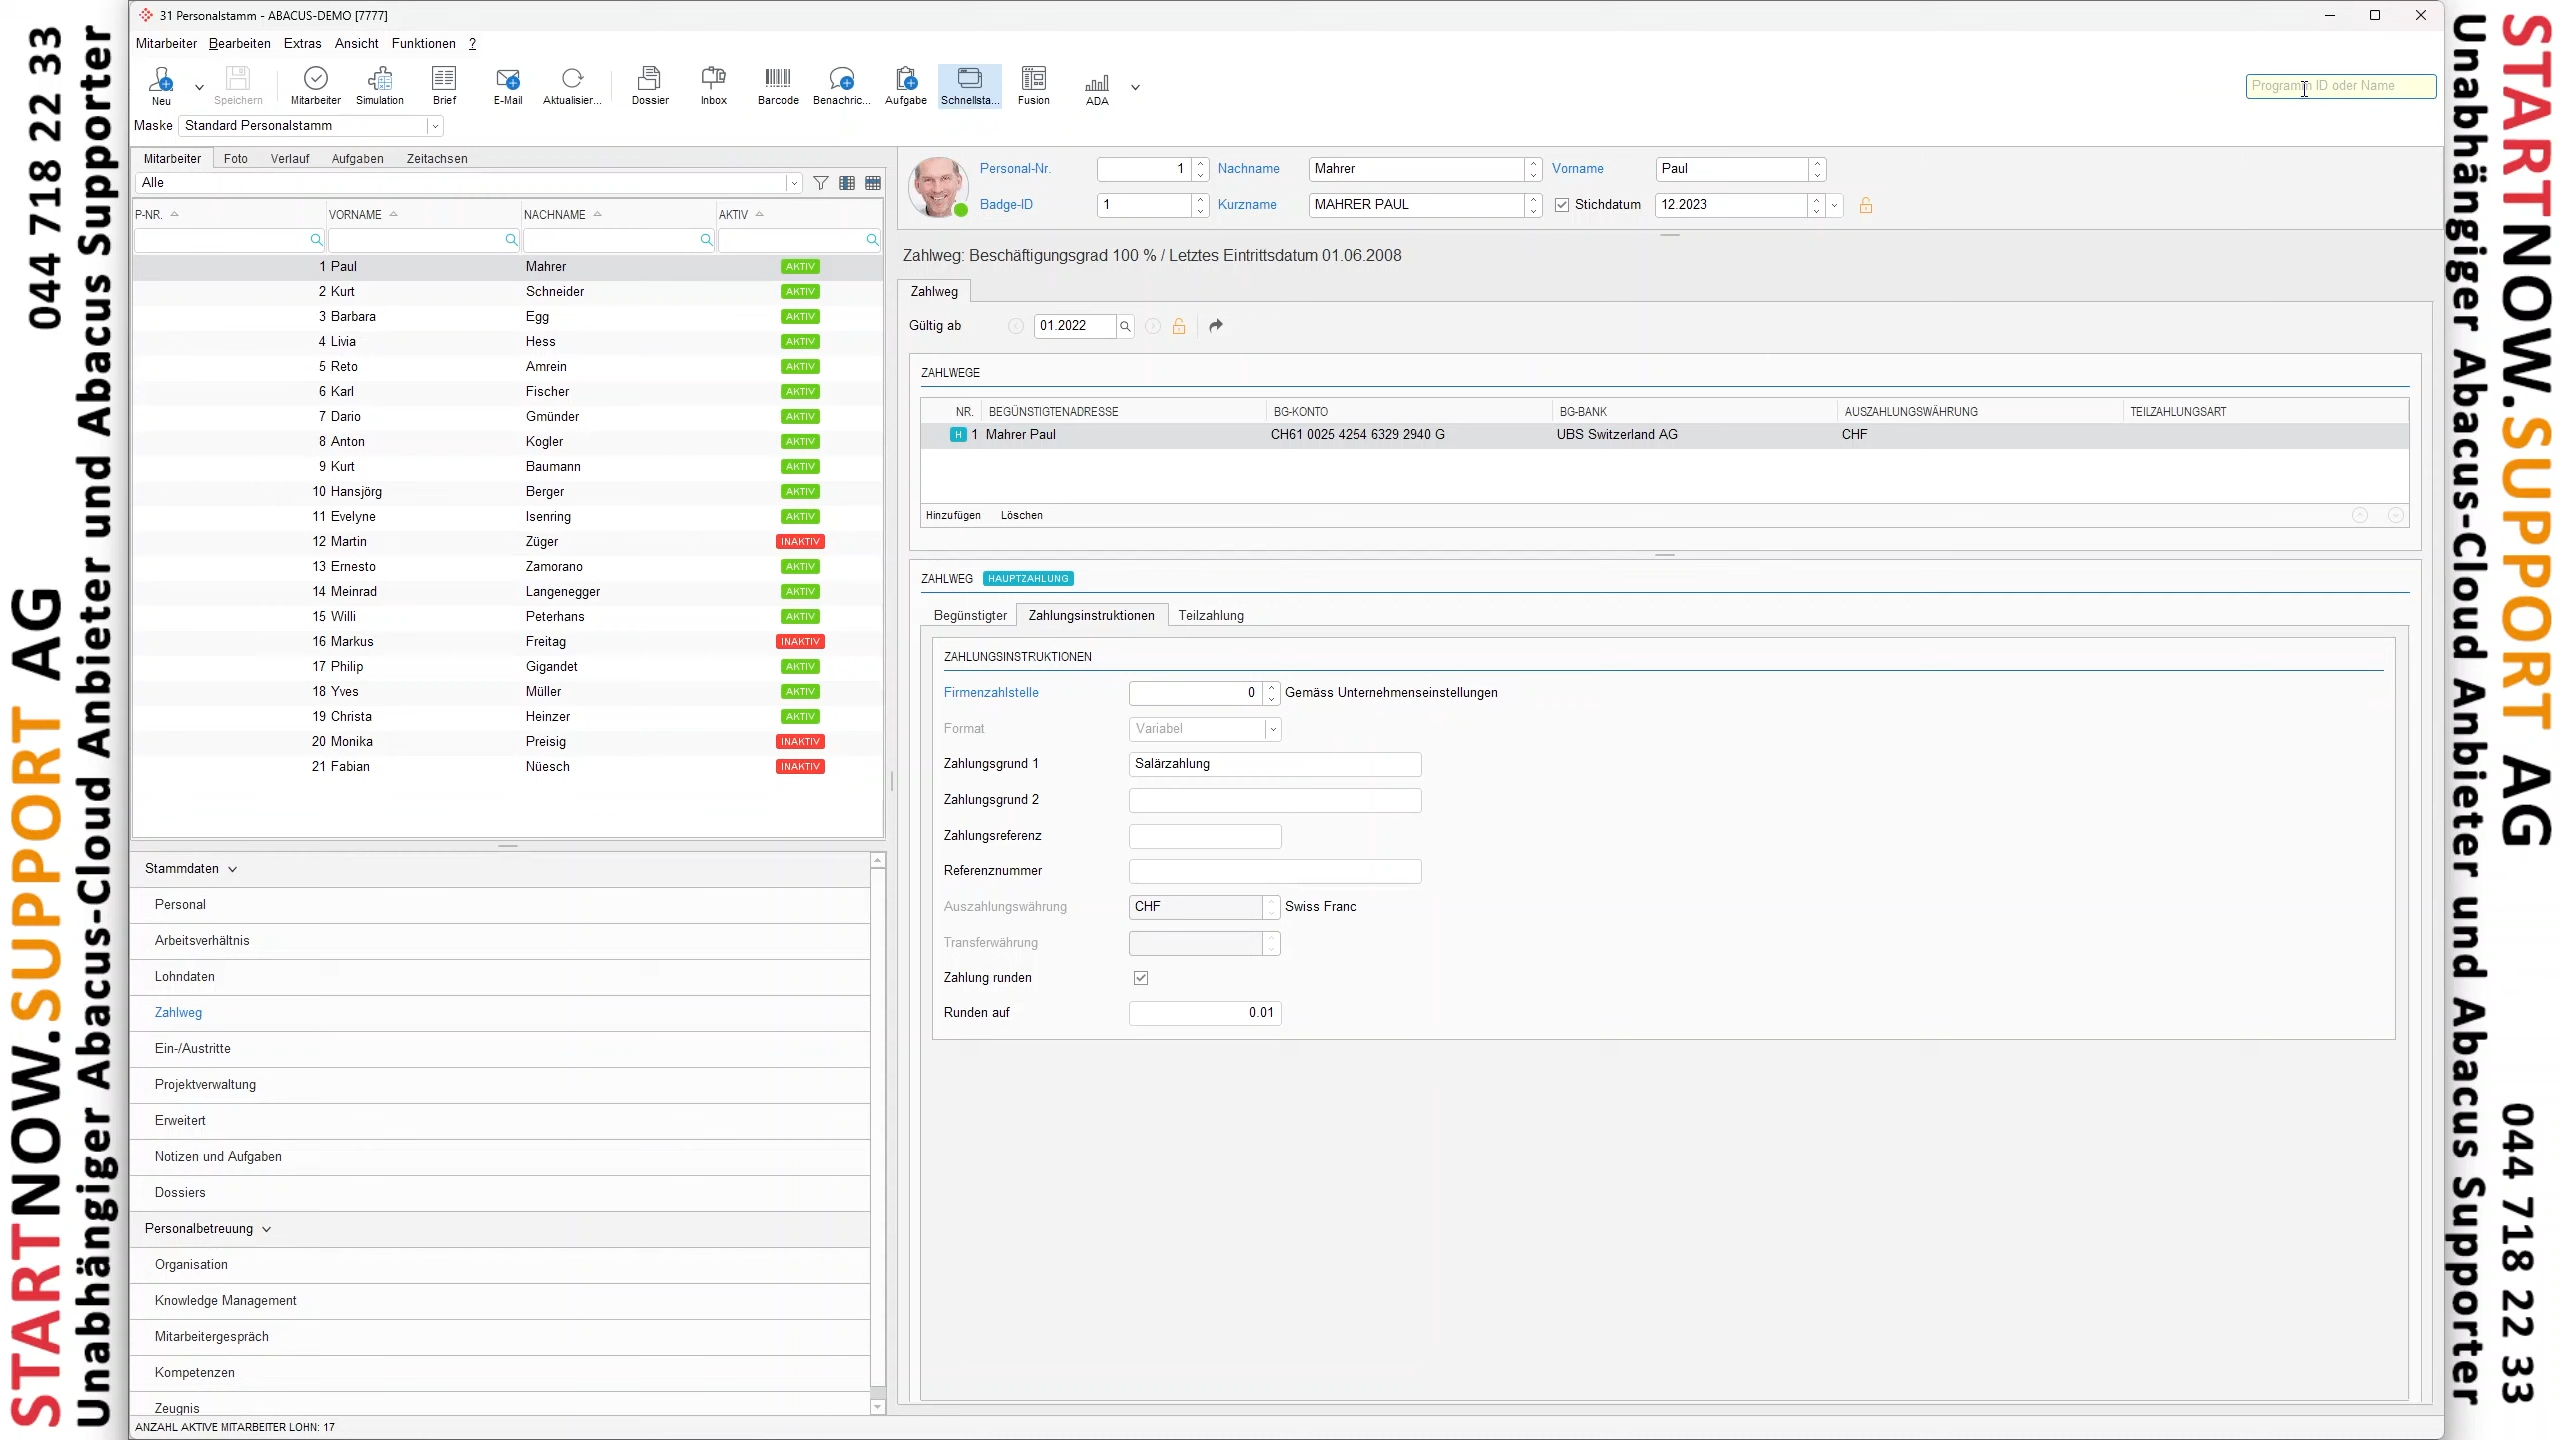 31 Personalstamm - ABACUS-DEMO [7777]
Mitarbeiter Bearbeiten Extras Ansicht Funktionen ?
Neu Speichern Mitarbeiter Simulation Brief E-Mail Aktualisier... Dossier Inbox Barcode Benachric... Aufgabe Schnellsta... Fusion ADA
Programm ID oder Name
Maske Standard Personalstamm
Mitarbeiter Foto Verlauf Aufgaben Zeitachsen
Alle
P-NR. VORNAME NACHNAME AKTIV
1 Paul Mahrer AKTIV
2 Kurt Schneider AKTIV
3 Barbara Egg AKTIV
4 Livia Hess AKTIV
5 Reto Amrein AKTIV
6 Karl Fischer AKTIV
7 Dario Gmünder AKTIV
8 Anton Kogler AKTIV
9 Kurt Baumann AKTIV
10 Hansjörg Berger AKTIV
11 Evelyne Isenring AKTIV
12 Martin Züger INAKTIV
13 Ernesto Zamorano AKTIV
14 Meinrad Langenegger AKTIV
15 Willi Peterhans AKTIV
16 Markus Freitag INAKTIV
17 Philip Gigandet AKTIV
18 Yves Müller AKTIV
19 Christa Heinzer AKTIV
20 Monika Preisig INAKTIV
21 Fabian Nüesch INAKTIV
Stammdaten
Personal
Arbeitsverhältnis
Lohndaten
Zahlweg
Ein-/Austritte
Projektverwaltung
Erweitert
Notizen und Aufgaben
Dossiers
Personalbetreuung
Organisation
Knowledge Management
Mitarbeitergespräch
Kompetenzen
Zeugnis
ANZAHL AKTIVE MITARBEITER LOHN: 17
Personal-Nr. 1 Nachname Mahrer Vorname Paul
Badge-ID 1 Kurzname MAHRER PAUL Stichdatum 12.2023
Zahlweg: Beschäftigungsgrad 100 % / Letztes Eintrittsdatum 01.06.2008
Zahlweg
Gültig ab 01.2022
ZAHLWEGE
NR. BEGÜNSTIGTENADRESSE BG-KONTO BG-BANK AUSZAHLUNGSWÄHRUNG TEILZAHLUNGSART
H 1 Mahrer Paul CH61 0025 4254 6329 2940 G UBS Switzerland AG CHF
Hinzufügen Löschen
ZAHLWEG HAUPTZAHLUNG
Begünstigter Zahlungsinstruktionen Teilzahlung
ZAHLUNGSINSTRUKTIONEN
Firmenzahlstelle 0 Gemäss Unternehmenseinstellungen
Format Variabel
Zahlungsgrund 1 Salärzahlung
Zahlungsgrund 2
Zahlungsreferenz
Referenznummer
Auszahlungswährung CHF Swiss Franc
Transferwährung
Zahlung runden
Runden auf 0.01
STARTNOW.SUPPORT AG 044 718 22 33
Unabhängiger Abacus-Cloud Anbieter und Abacus Supporter
STARTNOW.SUPPORT AG 044 718 22 33
Unabhängiger Abacus-Cloud Anbieter und Abacus Supporter